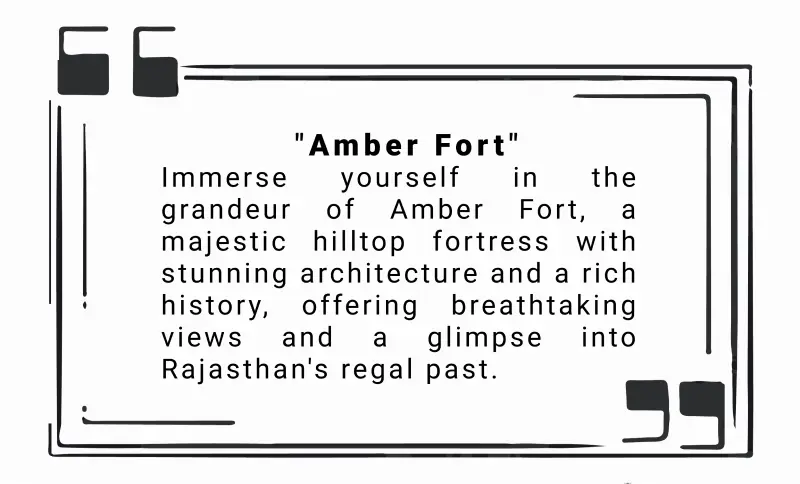 "Amber Fort"
Immerse yourself in the
grandeur of Amber Fort, a
majestic hilltop fortress with
stunning architecture and a rich
history, offering breathtaking
views and a glimpse into
Rajasthan's regal past.